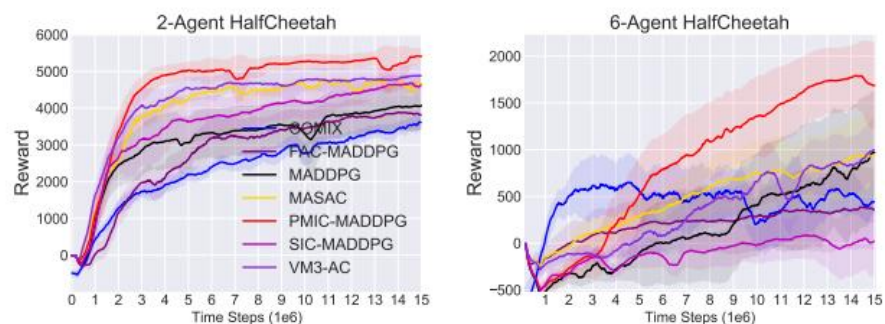 2-Agent HalfCheetah
6000
5000
4000
3000
2000
1000
0
Reward
COMIX
FAC-MADDPG
MADDPG
MASAC
PMIC-MADDPG
SIC-MADDPG
VM3-AC
0 1 2 3 4 5 6 7 8 9 10 11 12 13 14 15
Time Steps (1e6)
6-Agent HalfCheetah
2000
1500
1000
500
0
−500
Reward
1 2 3 4 5 6 7 8 9 10 11 12 13 14 15
Time Steps (1e6)